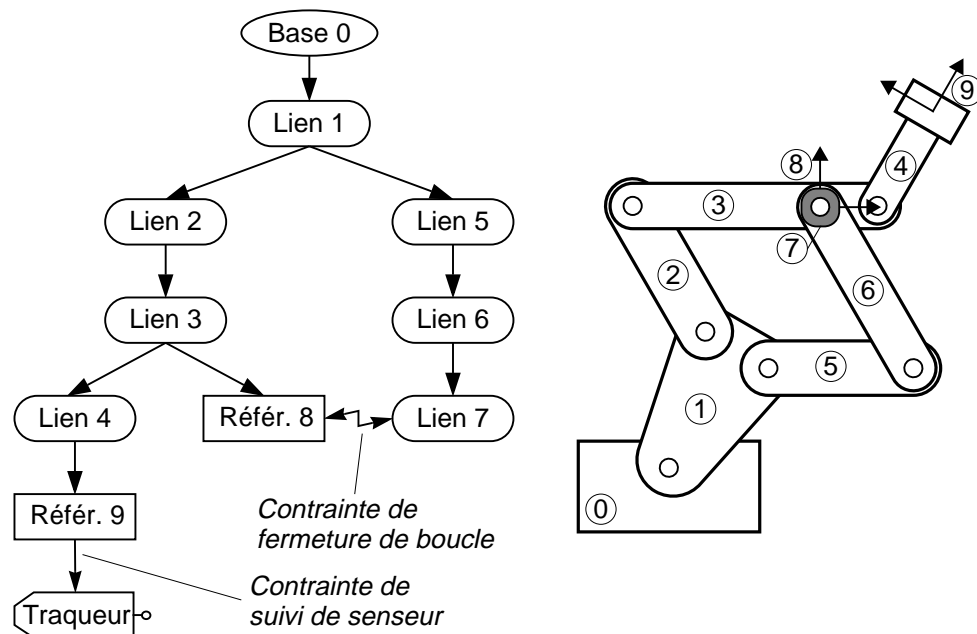 Base 0
Lien 1
Lien 2
Lien 5
Lien 3
Lien 6
Lien 4
Référ. 8
Lien 7
Référ. 9
Contrainte de
fermeture de boucle
Traqueur
Contrainte de
suivi de senseur
9
8
4
3
7
2
6
5
1
0